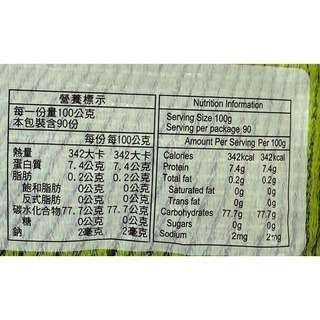 營養標示
每一份量100公克
本包裝含90份
每份 每100公克
熱量 342大卡 342大卡
蛋白質 7.4公克 7.4公克
脂肪 0.2公克 0.2公克
飽和脂肪 0公克 0公克
反式脂肪 0公克 0公克
碳水化合物 77.7公克 77.7公克
糖 0公克 0公克
鈉 2毫克 2毫克
Nutrition Information
Serving Size 100g
Serving per package 90
Amount Per Serving Per 100g
Calories 342kcal 342kcal
Protein 7.4g 7.4g
Total fat 0.2g 0.2g
Saturated fat 0g 0g
Trans fat 0g 0g
Carbohydrates 77.7g 77.7g
Sugars 0g 0g
Sodium 2mg 2mg